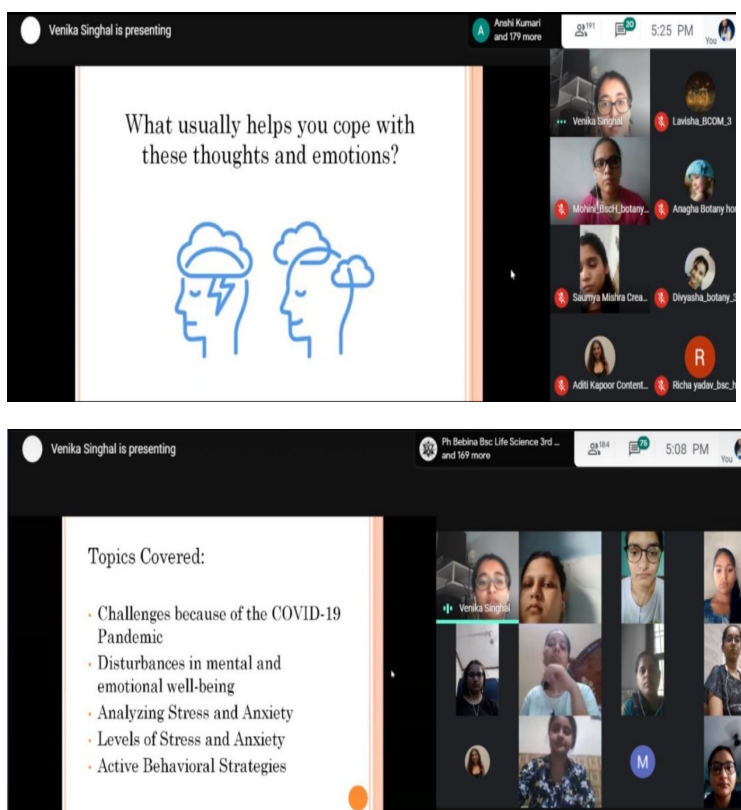 Venika Singhal is presenting
A
Anshi Kumari
and 179 more
191
20
5:25 PM
You
What usually helps you cope with
these thoughts and emotions?
Venika Singhal
Lavisha_BCOM_3
Mohini_BscH_botany...
Anagha Botany hon
Saumya Mishra Crea...
Divyasha_botany_3
Aditi Kapoor Content...
R
Richa yadav_bsc_h
Venika Singhal is presenting
Ph Bebina Bsc Life Science 3rd ...
and 169 more
184
75
5:08 PM
You
Topics Covered:
• Challenges because of the COVID-19
Pandemic
• Disturbances in mental and
emotional well-being
• Analyzing Stress and Anxiety
• Levels of Stress and Anxiety
• Active Behavioral Strategies
Venika Singhal
M